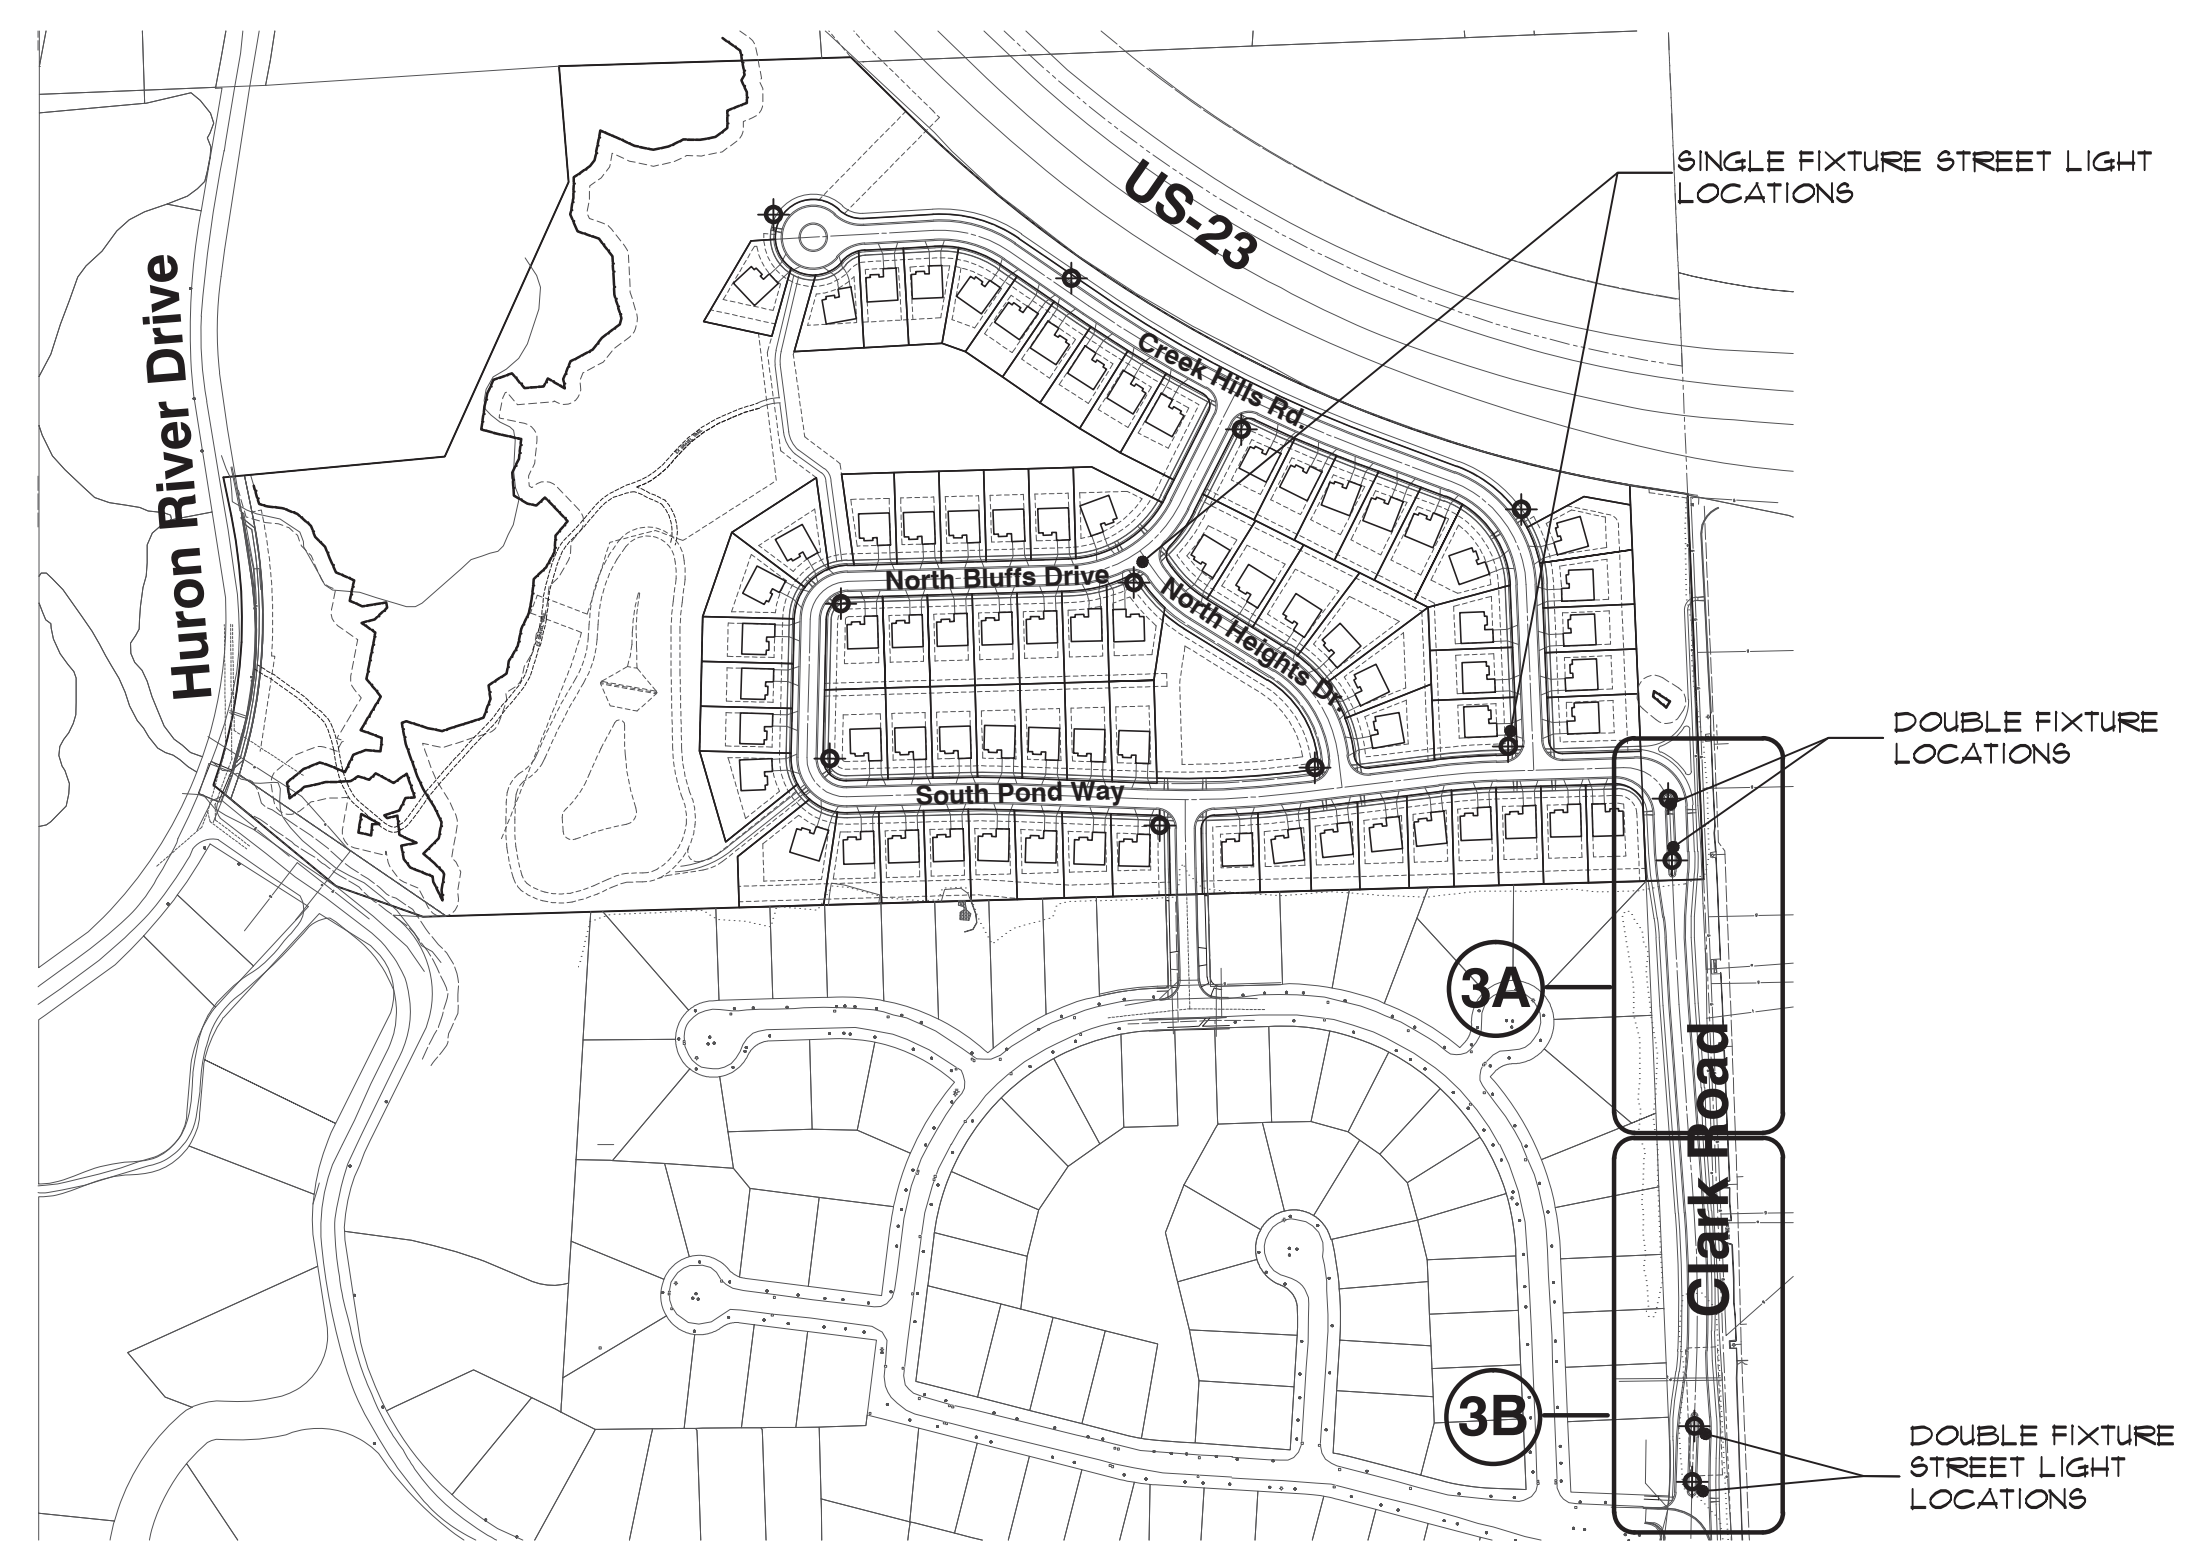 SINGLE FIXTURE STREET LIGHT
LOCATIONS
US-23
Huron River Drive
Creek Hills Rd.
North Bluffs Drive
North Heights Dr.
South Pond Way
DOUBLE FIXTURE
LOCATIONS
3A
Clark Road
3B
DOUBLE FIXTURE
STREET LIGHT
LOCATIONS